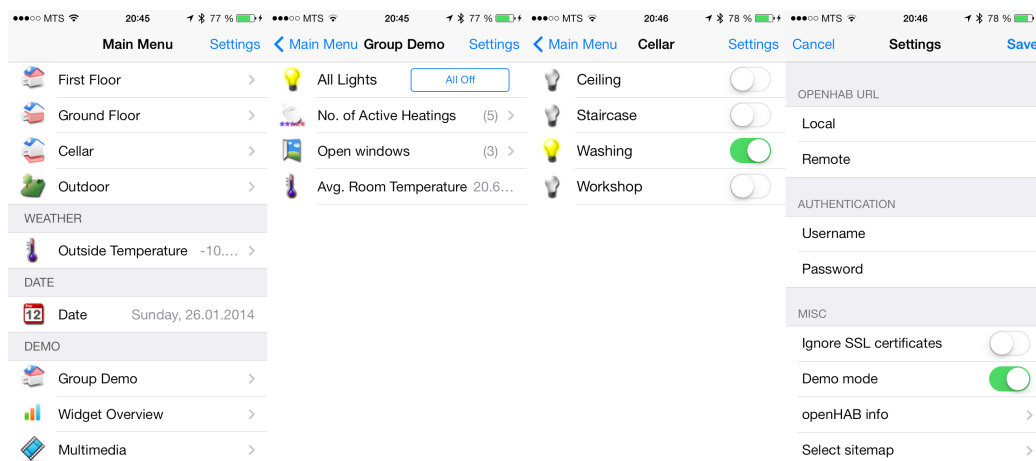 MTS 20:45 77 %
Main Menu Settings
First Floor
Ground Floor
Cellar
Outdoor
WEATHER
Outside Temperature -10....
DATE
12 Date Sunday, 26.01.2014
DEMO
Group Demo
Widget Overview
Multimedia
MTS 20:45 77 %
Main Menu Group Demo Settings
All Lights All Off
No. of Active Heatings (5)
Open windows (3)
Avg. Room Temperature 20.6...
MTS 20:46 78 %
Main Menu Cellar Settings
Ceiling
Staircase
Washing
Workshop
MTS 20:46 78 %
Cancel Settings Save
OPENHAB URL
Local
Remote
AUTHENTICATION
Username
Password
MISC
Ignore SSL certificates
Demo mode
openHAB info
Select sitemap